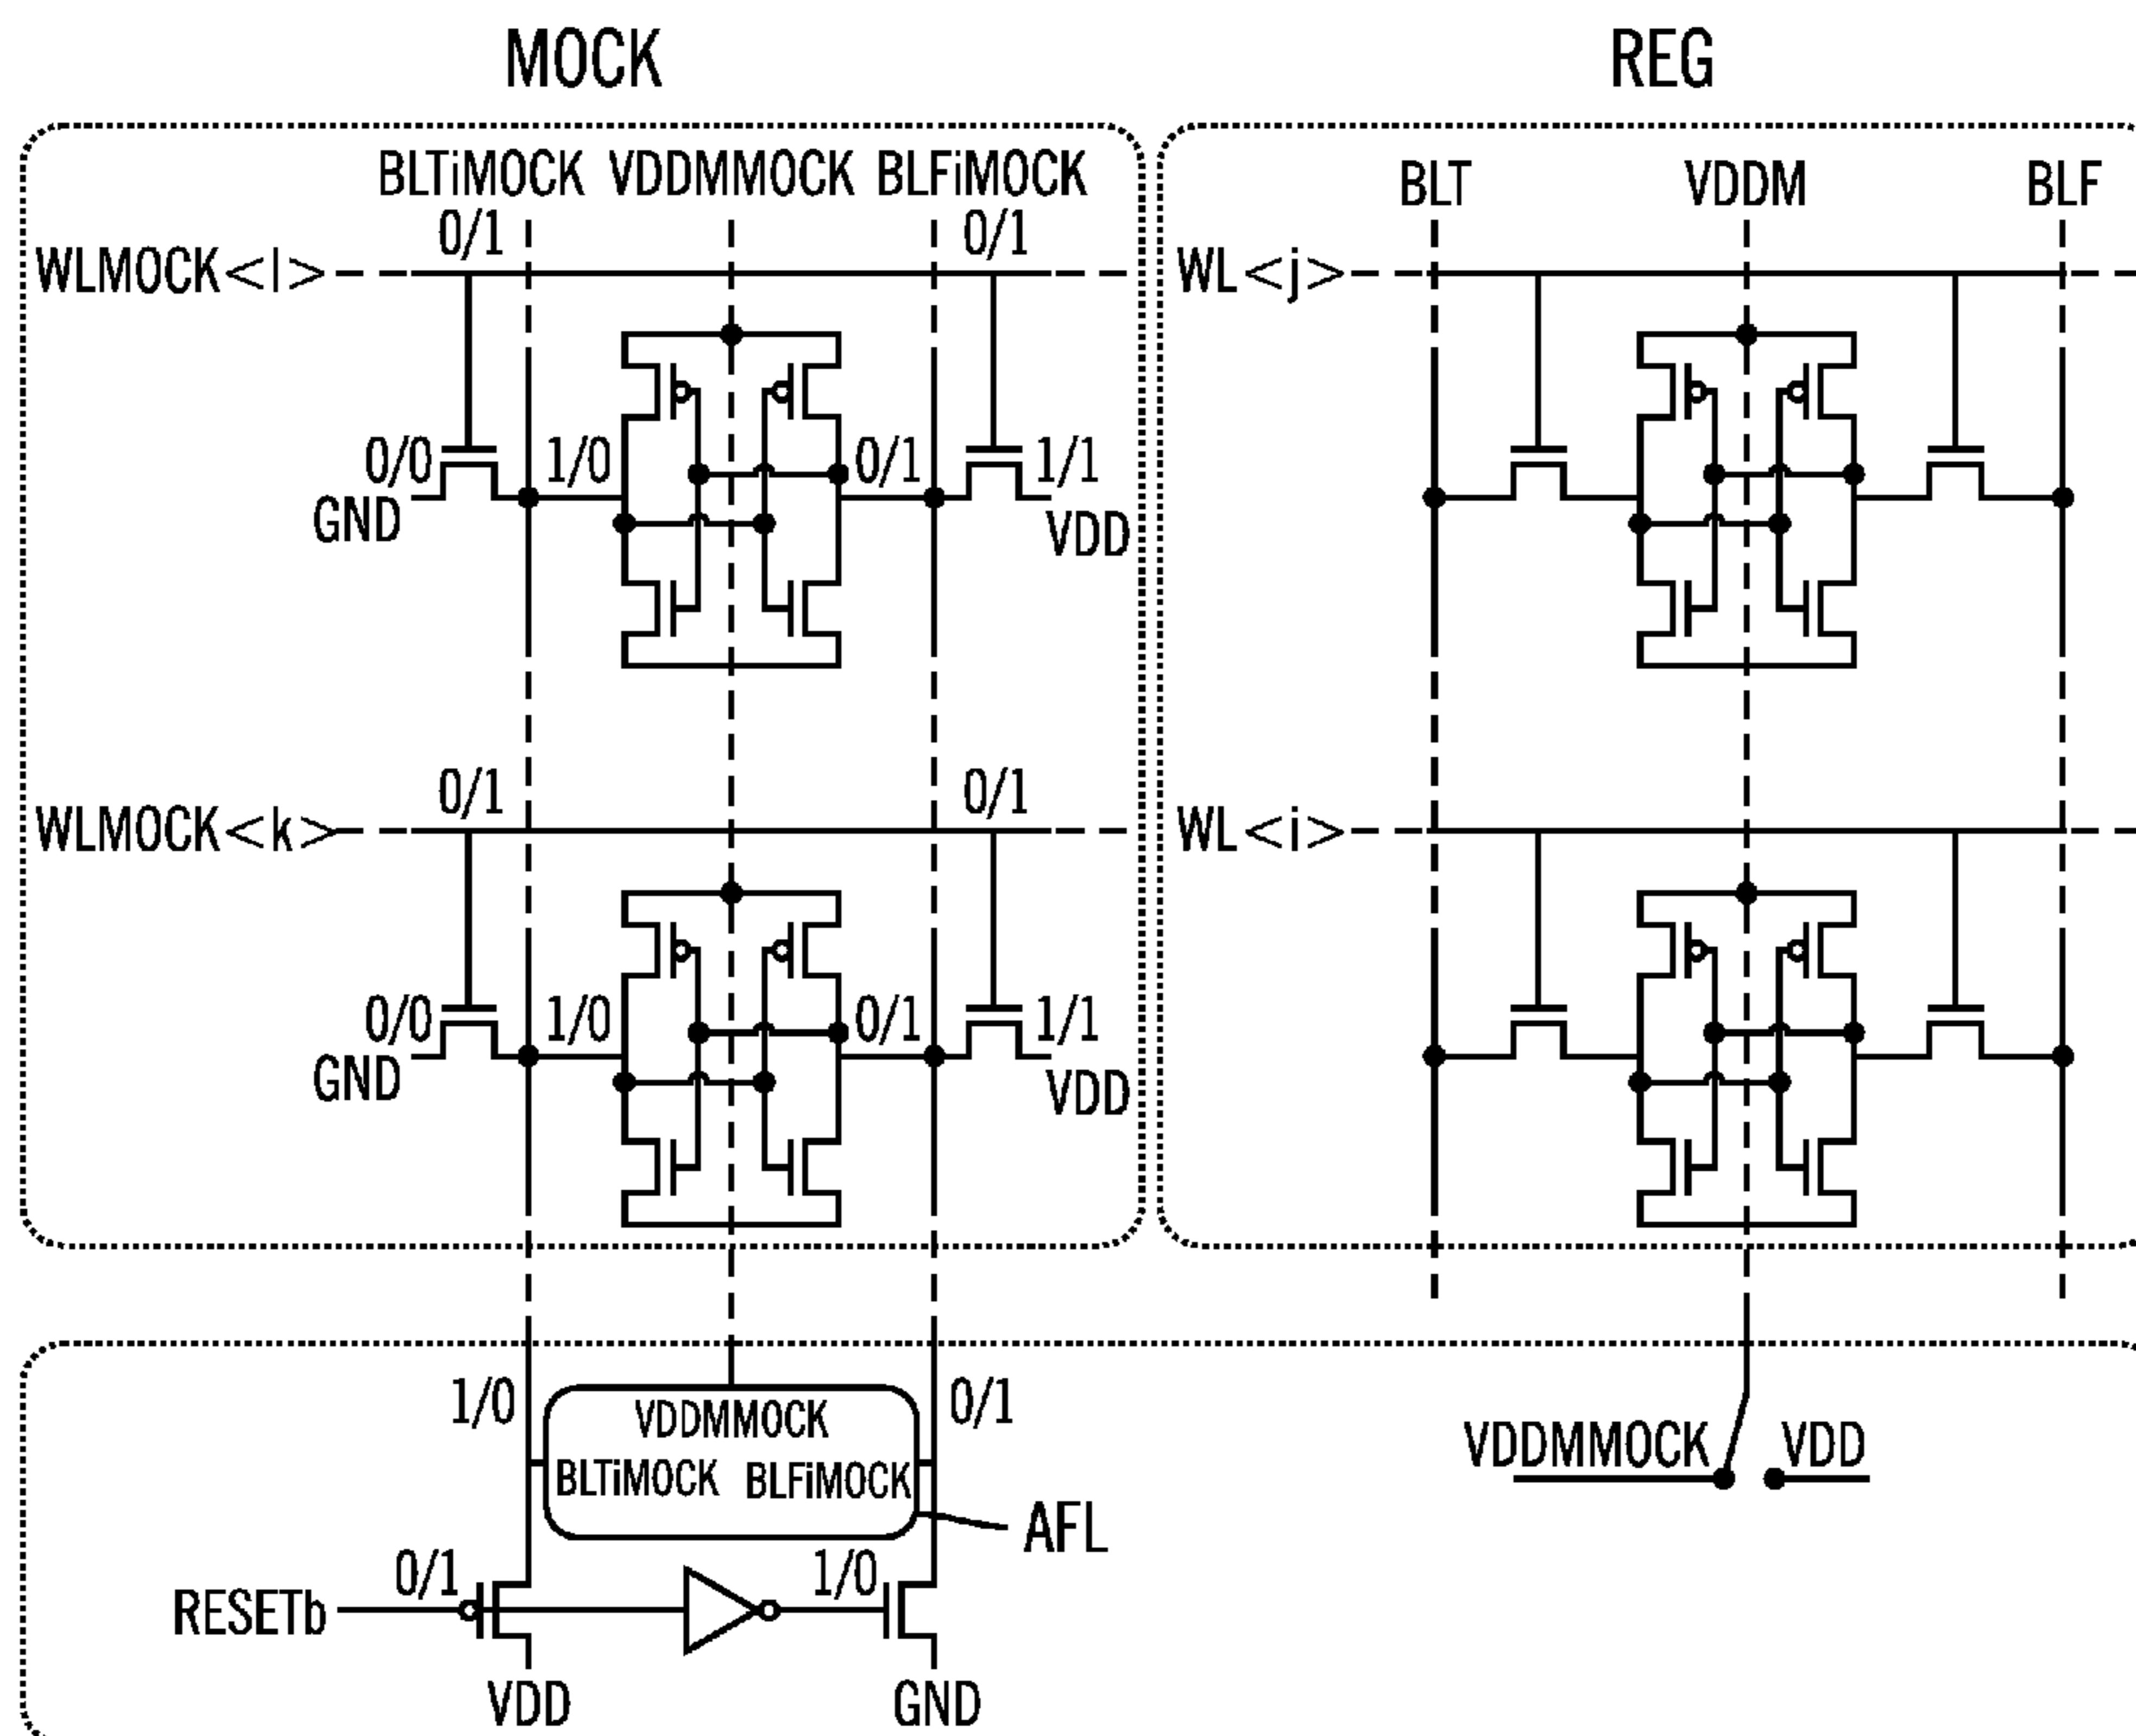 MOCK
REG
BLTiMOCK VDDMMOCK BLFiMOCK
BLT VDDM BLF
0/1 0/1
WLMOCK<l>
WL<j>
0/0 1/0 0/1 1/1
GND VDD
0/1 0/1
WLMOCK<k>
WL<i>
0/0 1/0 0/1 1/1
GND VDD
1/0 0/1
VDDMMOCK
BLTiMOCK BLFiMOCK
VDDMMOCK VDD
AFL
0/1 1/0
RESETb
VDD GND